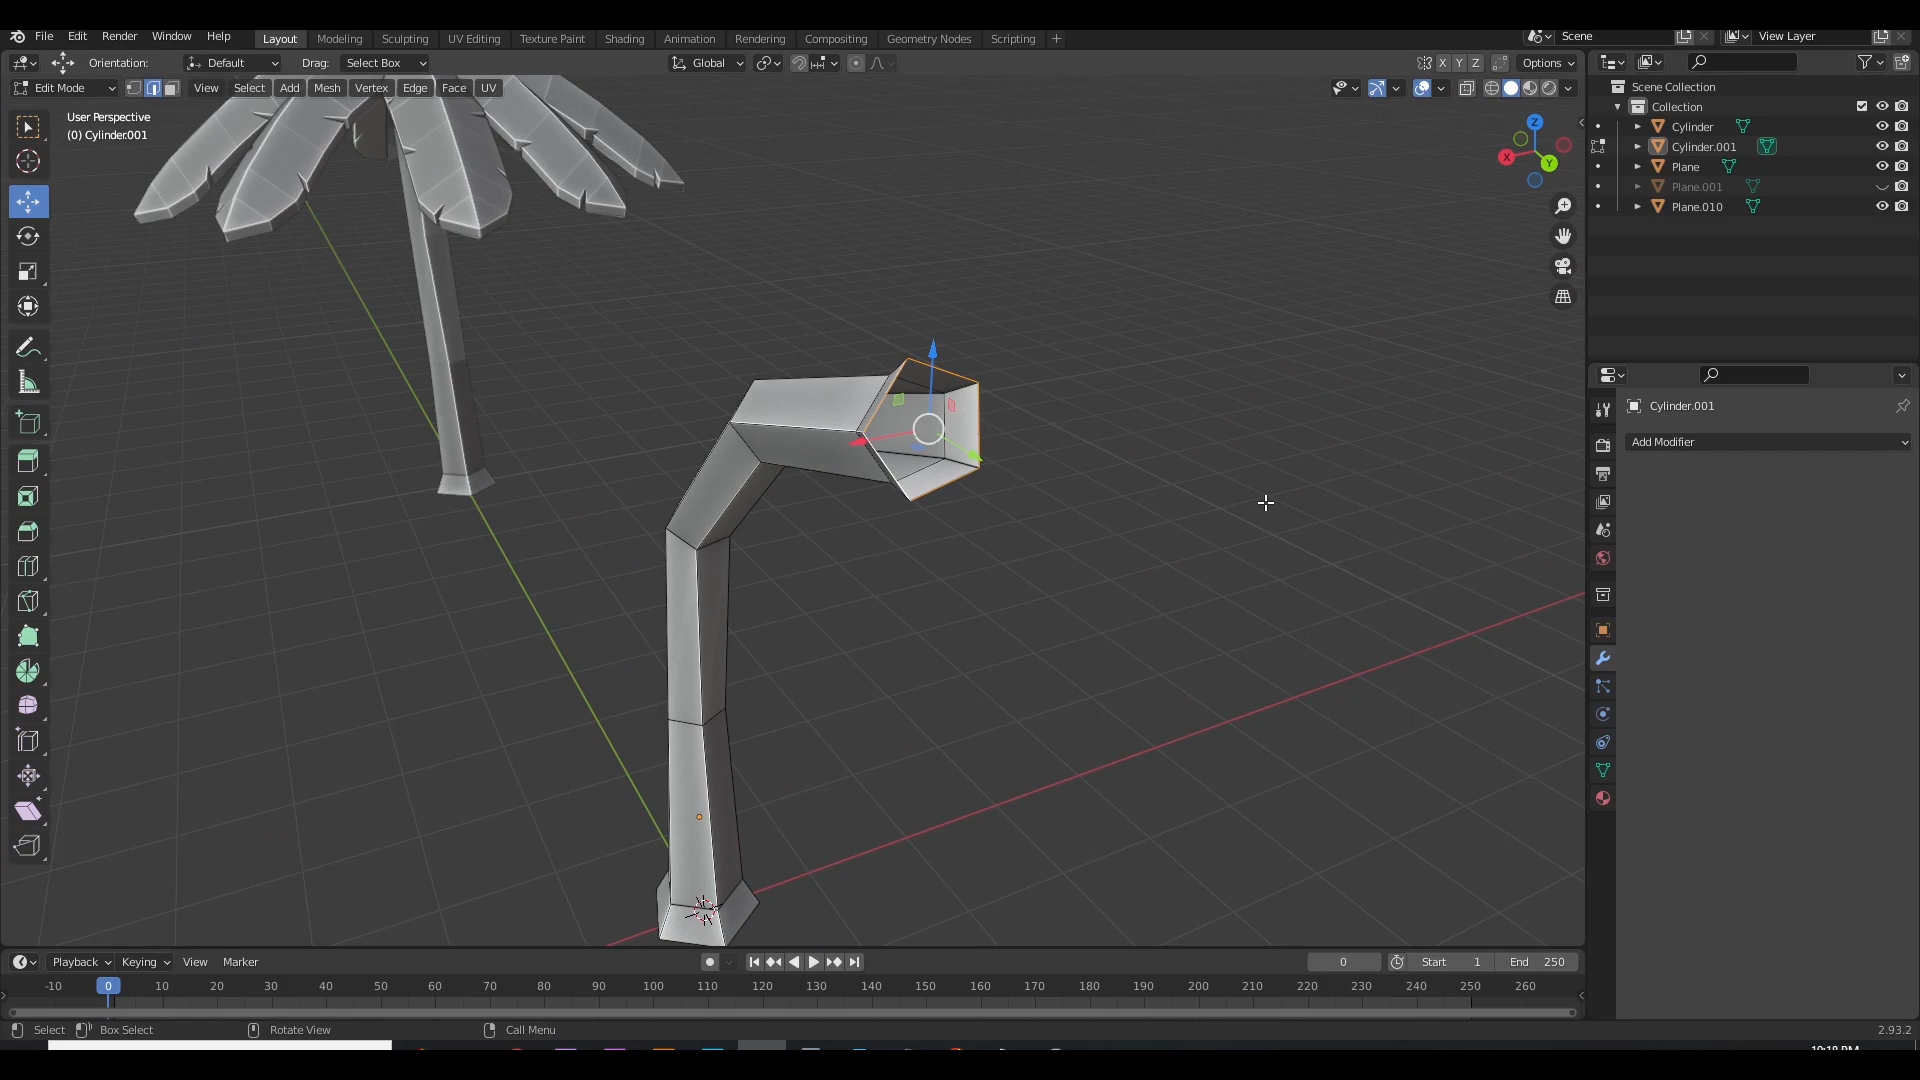 File Edit Render Window Help Layout Modeling Sculpting UV Editing Texture Paint Shading Animation Rendering Compositing Geometry Nodes Scripting + Scene View Layer
Orientation: Default Drag: Select Box Global X Y Z Options
Edit Mode View Select Add Mesh Vertex Edge Face UV
User Perspective
(0) Cylinder.001
Z
X
Y
Scene Collection
Collection
Cylinder
Cylinder.001
Plane
Plane.001
Plane.010
Cylinder.001
Add Modifier
Playback Keying View Marker 0 Start 1 End 250
-10 0 10 20 30 40 50 60 70 80 90 100 110 120 130 140 150 160 170 180 190 200 210 220 230 240 250 260
Select Box Select Rotate View Call Menu 2.93.2